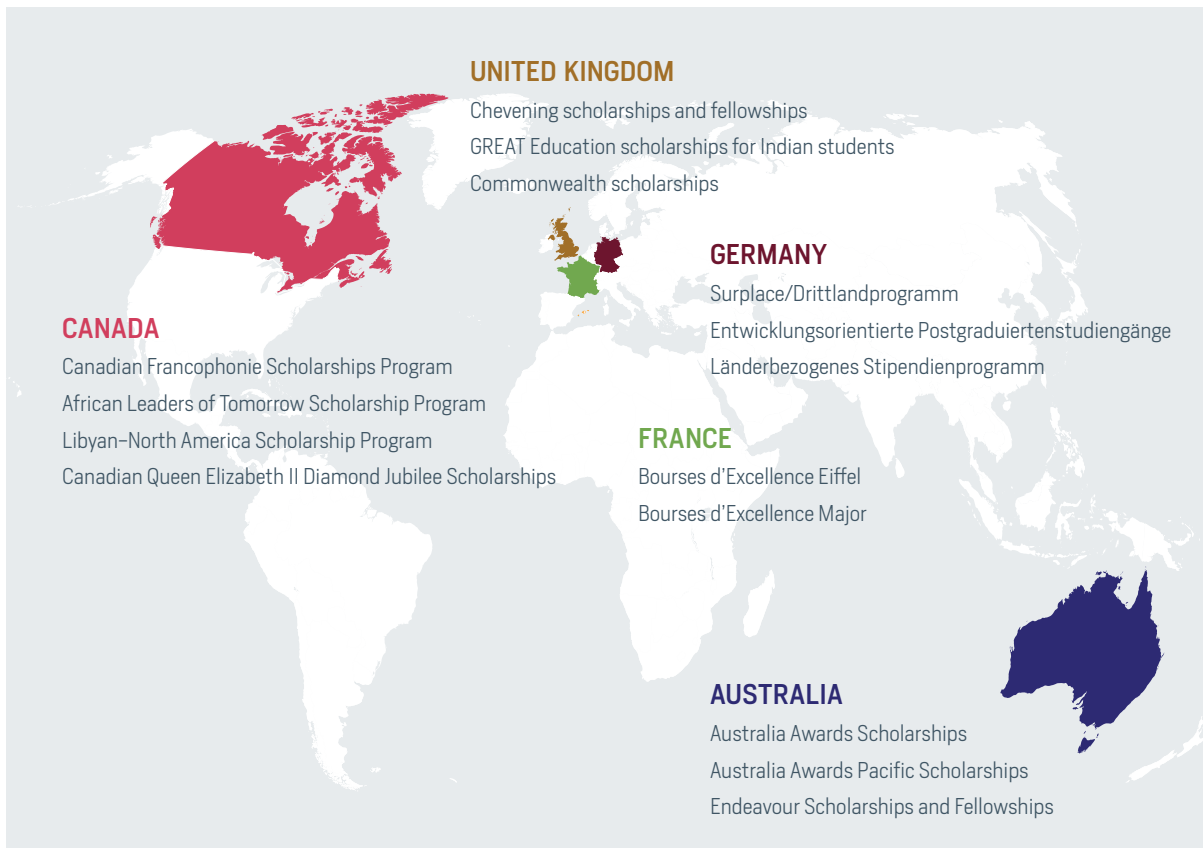 UNITED KINGDOM
Chevening scholarships and fellowships
GREAT Education scholarships for Indian students
Commonwealth scholarships
GERMANY
Surplace/Drittlandprogramm
Entwicklungsorientierte Postgraduiertenstudiengänge
Länderbezogenes Stipendienprogramm
CANADA
Canadian Francophonie Scholarships Program
African Leaders of Tomorrow Scholarship Program
Libyan–North America Scholarship Program
Canadian Queen Elizabeth II Diamond Jubilee Scholarships
FRANCE
Bourses d’Excellence Eiffel
Bourses d’Excellence Major
AUSTRALIA
Australia Awards Scholarships
Australia Awards Pacific Scholarships
Endeavour Scholarships and Fellowships